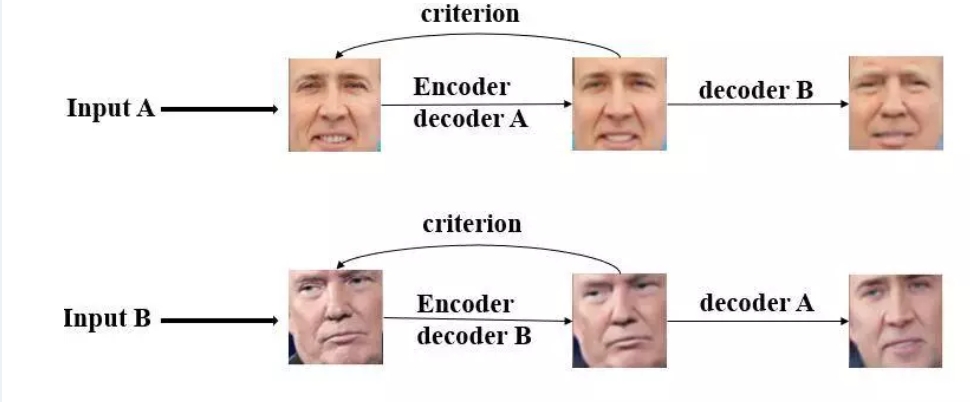 criterion
Input A
Encoder
decoder A
decoder B
criterion
Input B
Encoder
decoder B
decoder A